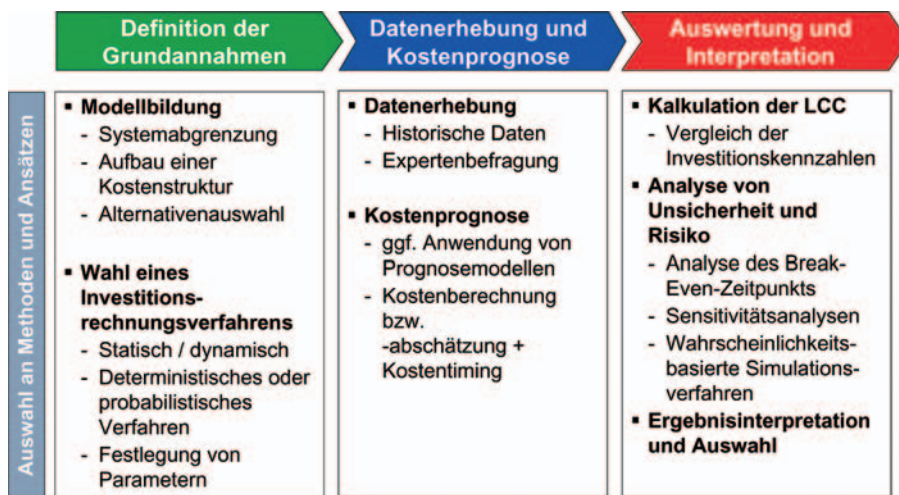 Definition der
Grundannahmen
Datenerhebung und
Kostenprognose
Auswertung und
Interpretation
Auswahl an Methoden und Ansätzen
▪ Modellbildung
- Systemabgrenzung
- Aufbau einer
Kostenstruktur
- Alternativenauswahl
▪ Wahl eines
Investitions-
rechnungsverfahrens
- Statisch / dynamisch
- Deterministisches oder
probabilistisches
Verfahren
- Festlegung von
Parametern
▪ Datenerhebung
- Historische Daten
- Expertenbefragung
▪ Kostenprognose
- ggf. Anwendung von
Prognosemodellen
- Kostenberechnung
bzw.
-abschätzung +
Kostentiming
▪ Kalkulation der LCC
- Vergleich der
Investitionskennzahlen
▪ Analyse von
Unsicherheit und
Risiko
- Analyse des Break-
Even-Zeitpunkts
- Sensitivitätsanalysen
- Wahrscheinlichkeits-
basierte Simulations-
verfahren
▪ Ergebnisinterpretation
und Auswahl